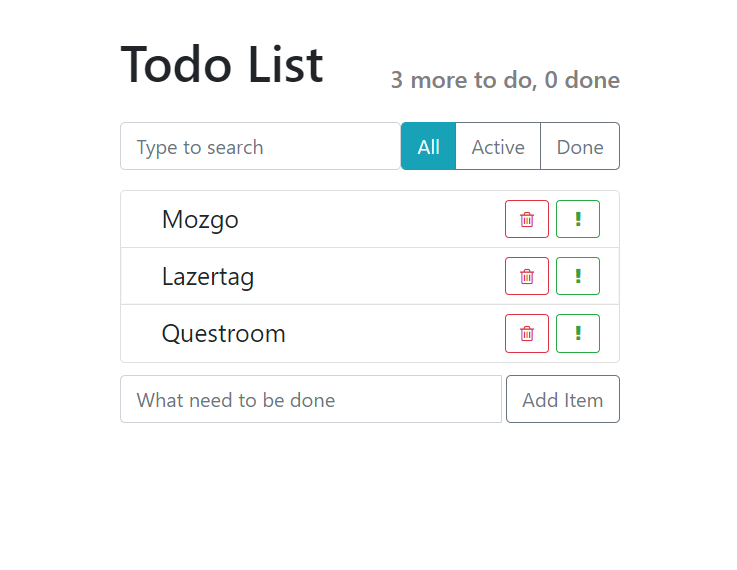 Todo List
3 more to do, 0 done
Type to search
All
Active
Done
Mozgo
!
Lazertag
!
Questroom
!
What need to be done
Add Item